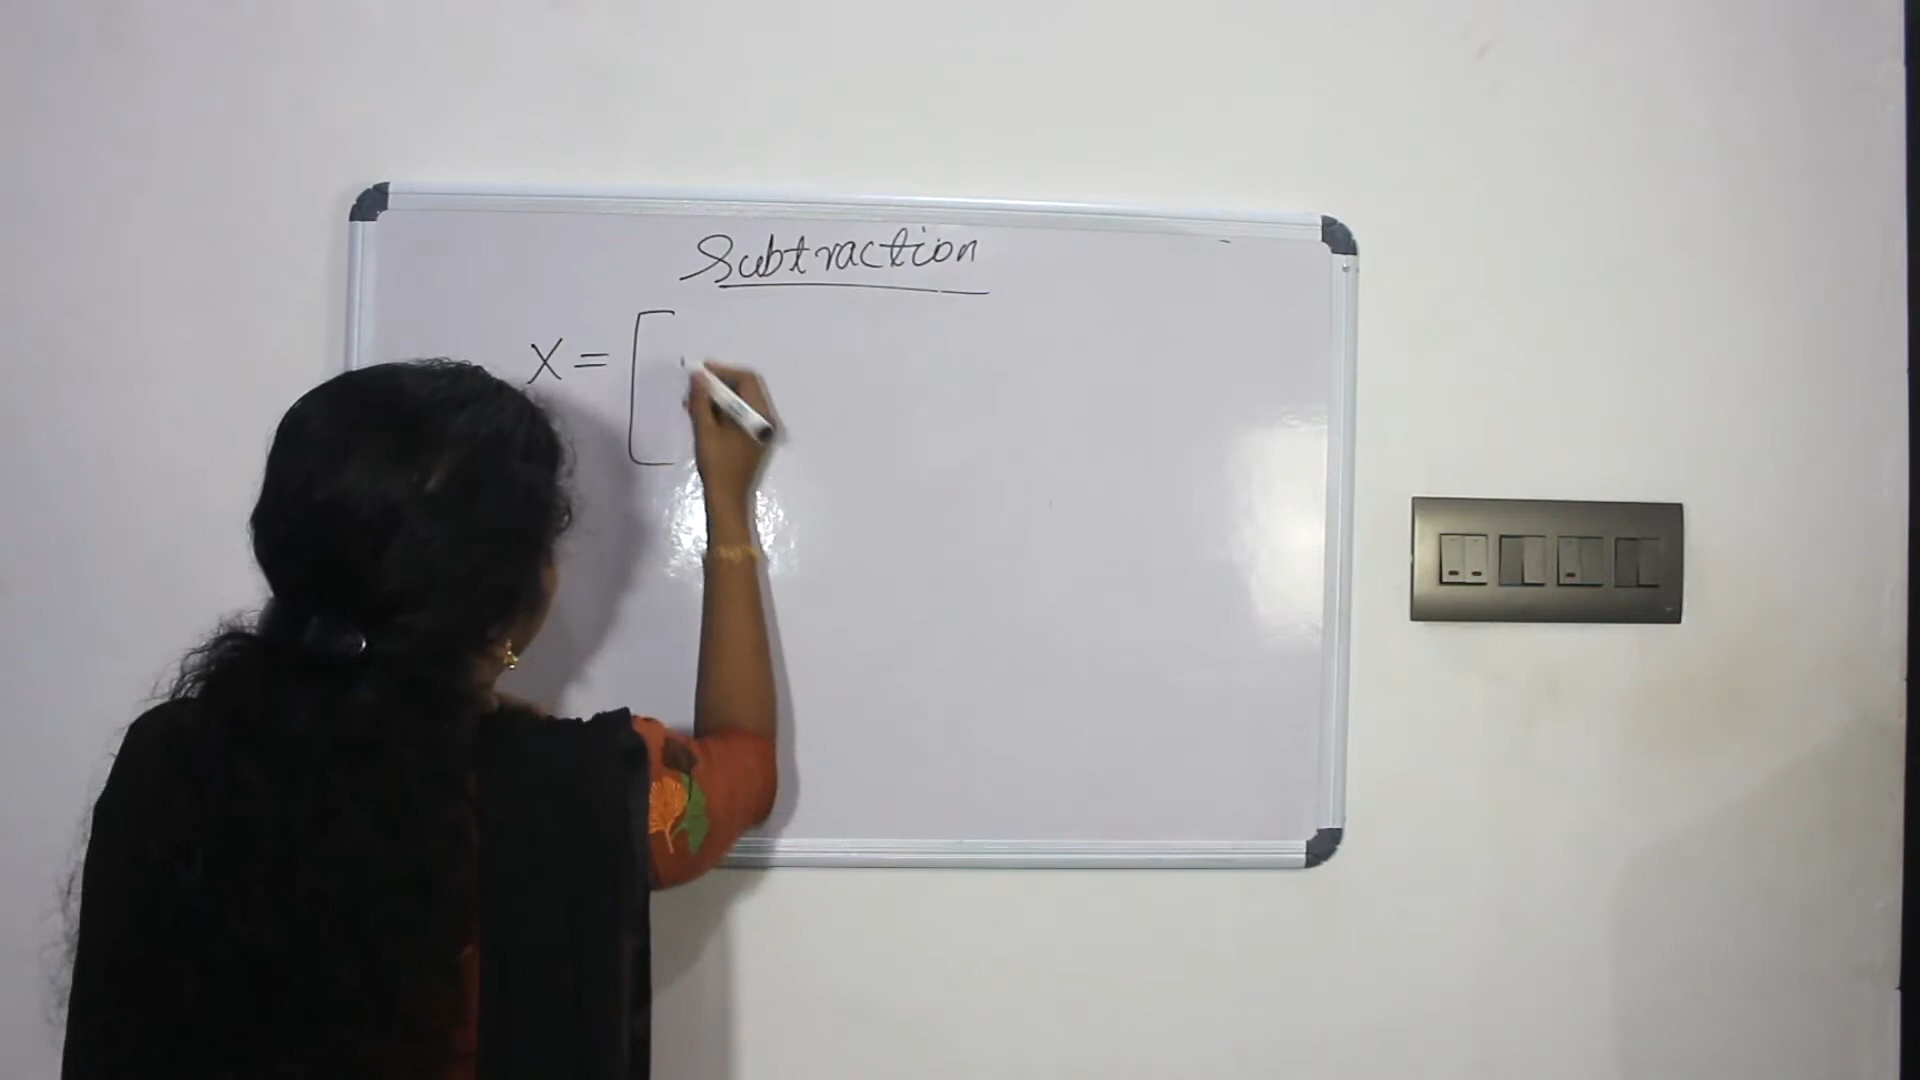 Subtraction
X = [